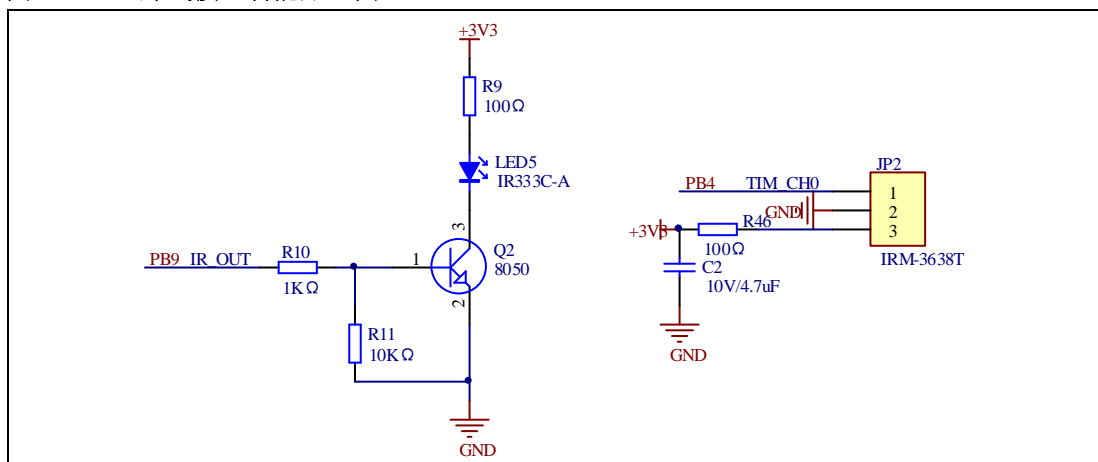 +3V3
R9
100Ω
LED5
IR333C-A
3
Q2
8050
1
2
PB9 IR_OUT
R10
1KΩ
R11
10KΩ
GND
JP2
PB4 TIM_CH0
1
GND
2
R46
+3V3
3
100Ω
IRM-3638T
C2
10V/4.7uF
GND